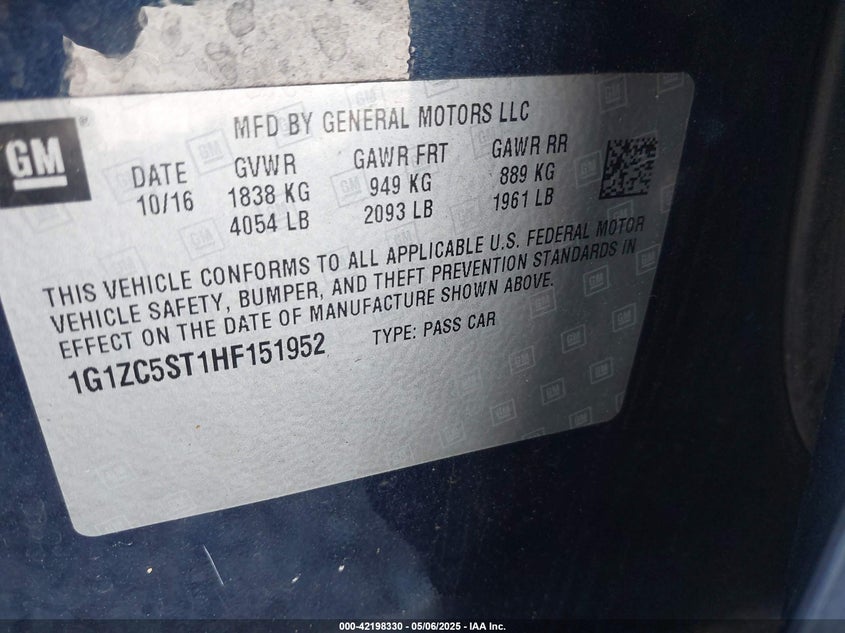 GM
MFD BY GENERAL MOTORS LLC
DATE GVWR GAWR FRT GAWR RR
10/16 1838 KG 949 KG 889 KG
4054 LB 2093 LB 1961 LB
THIS VEHICLE CONFORMS TO ALL APPLICABLE U.S. FEDERAL MOTOR
VEHICLE SAFETY, BUMPER, AND THEFT PREVENTION STANDARDS IN
EFFECT ON THE DATE OF MANUFACTURE SHOWN ABOVE.
1G1ZC5ST1HF151952 TYPE: PASS CAR
000-42198330 - 05/06/2025 - IAA Inc.